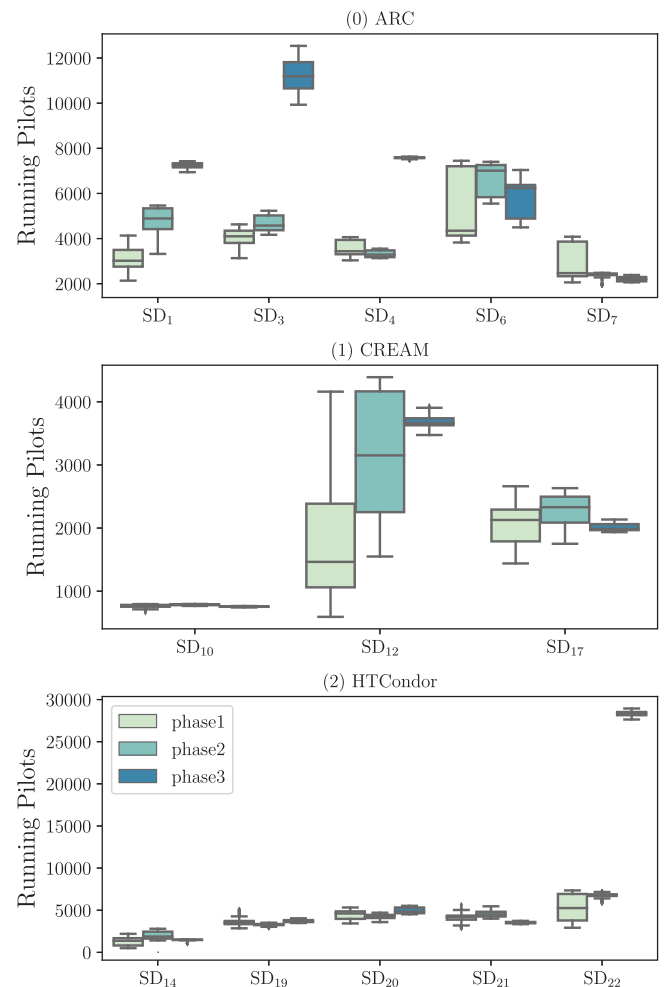 (0) ARC
12000
10000
8000
6000
4000
2000
Running Pilots
SD₁ SD₃ SD₄ SD₆ SD₇
(1) CREAM
4000
3000
2000
1000
Running Pilots
SD₁₀ SD₁₂ SD₁₇
(2) HTCondor
30000
25000
20000
15000
10000
5000
0
Running Pilots
phase1
phase2
phase3
SD₁₄ SD₁₉ SD₂₀ SD₂₁ SD₂₂